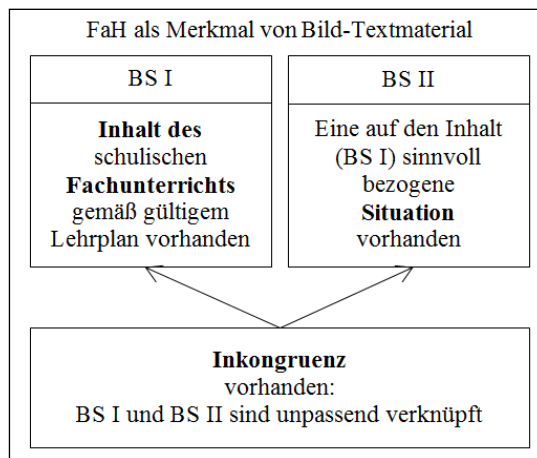 FaH als Merkmal von Bild-Textmaterial
BS I
Inhalt des
schulischen
Fachunterrichts
gemäß gültigem
Lehrplan vorhanden
BS II
Eine auf den Inhalt
(BS I) sinnvoll
bezogene
Situation
vorhanden
Inkongruenz
vorhanden:
BS I und BS II sind unpassend verknüpft